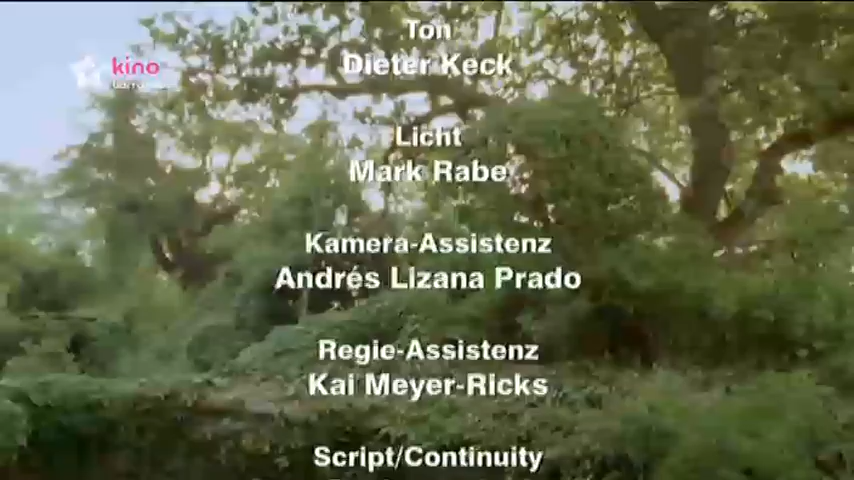 kino
Ton
Dieter Keck
Licht
Mark Rabe
Kamera-Assistenz
Andrés Lizana Prado
Regie-Assistenz
Kai Meyer-Ricks
Script/Continuity